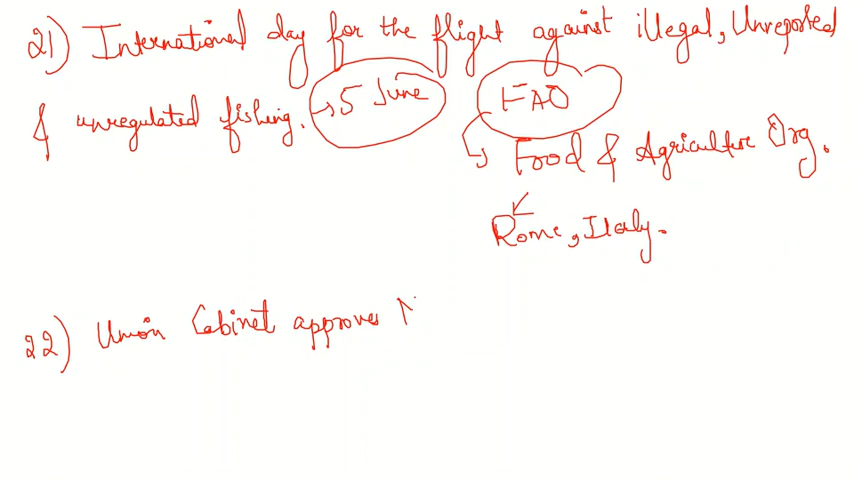 21) International day for the flight against illegal, Unreported
& unregulated fishing. → 5 June FAO
↳ Food & Agriculture Org.
Rome, Italy.
22) Union Cabinet approves